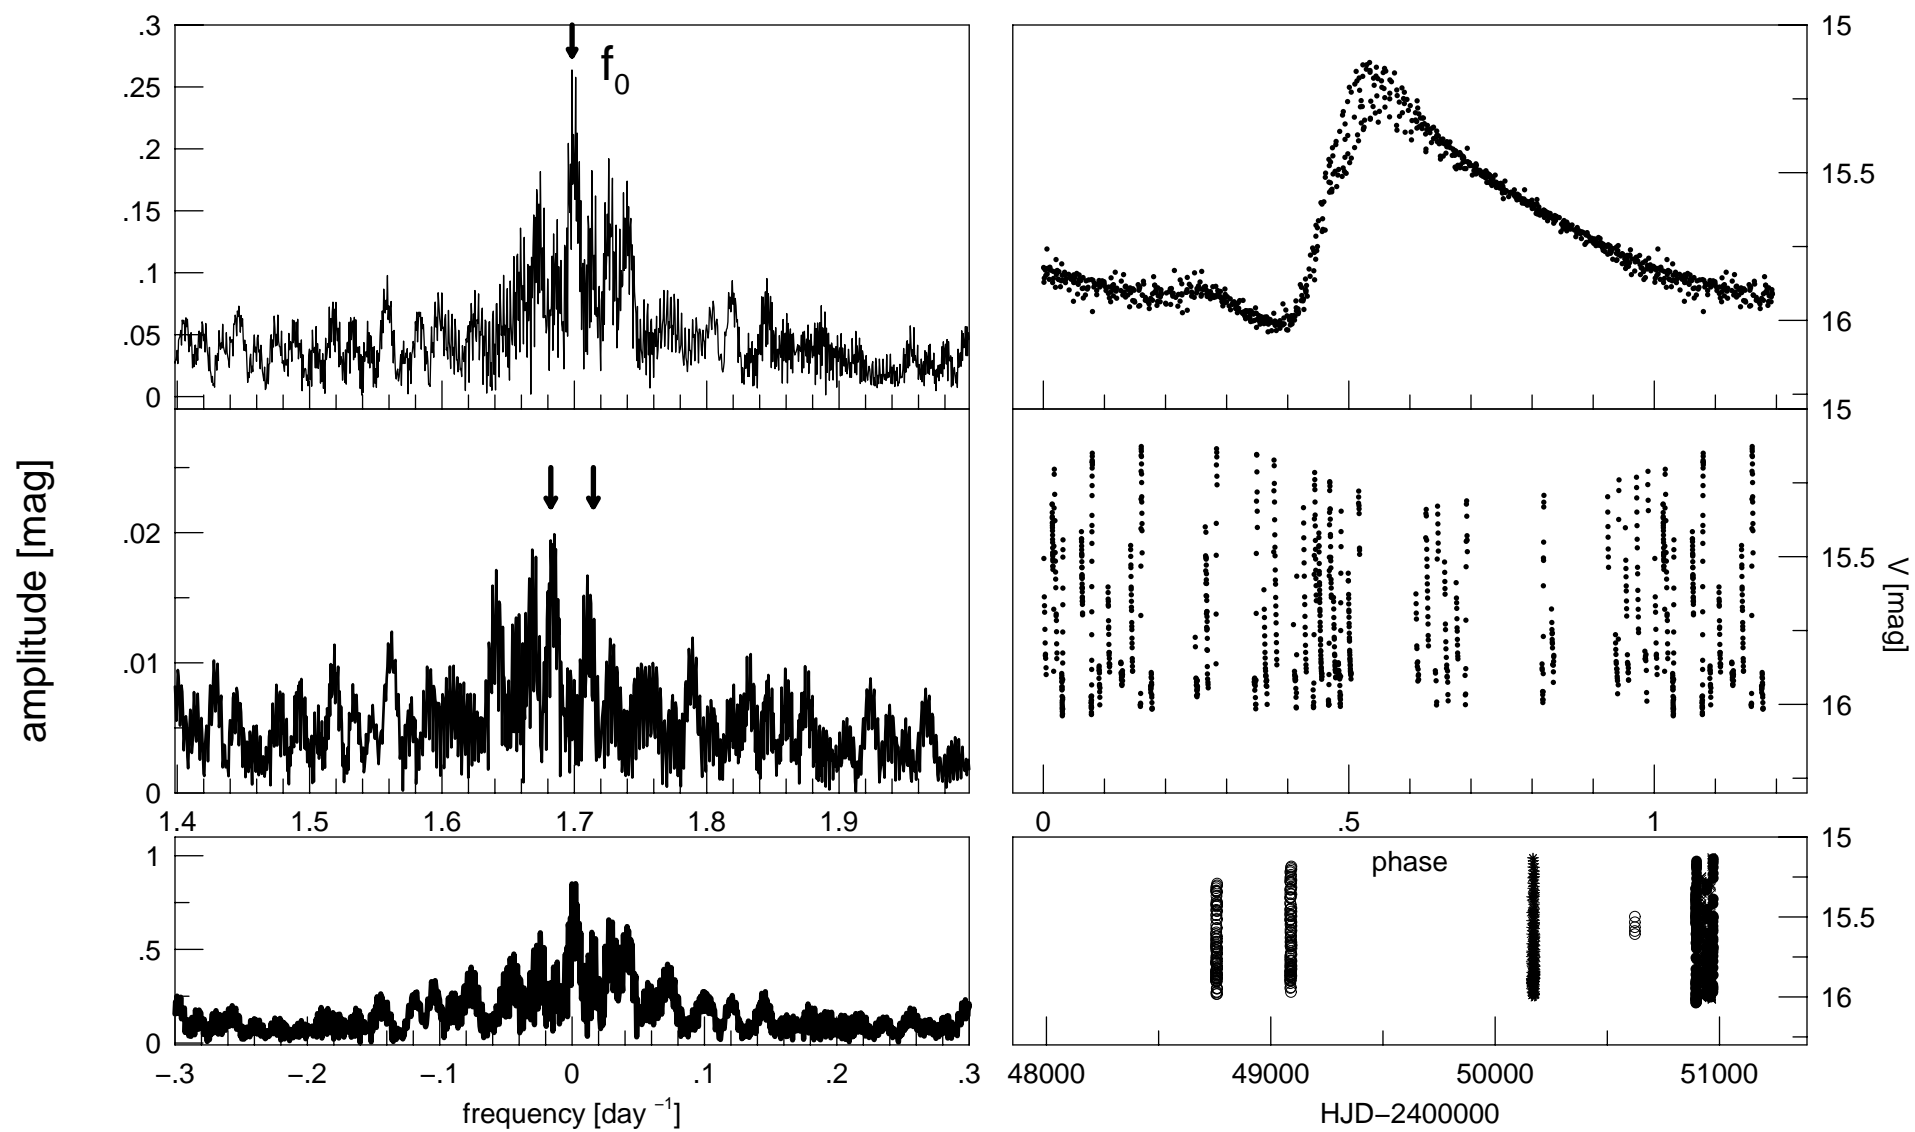 .3
.25
.2
.15
.1
.05
0
f0
15
15.5
16
amplitude [mag]
.02
.01
0
1.4 1.5 1.6 1.7 1.8 1.9
15
15.5
16
V [mag]
0 .5 1
phase
1
.5
0
−.3 −.2 −.1 0 .1 .2 .3
frequency [day −1]
15
15.5
16
48000 49000 50000 51000
HJD−2400000